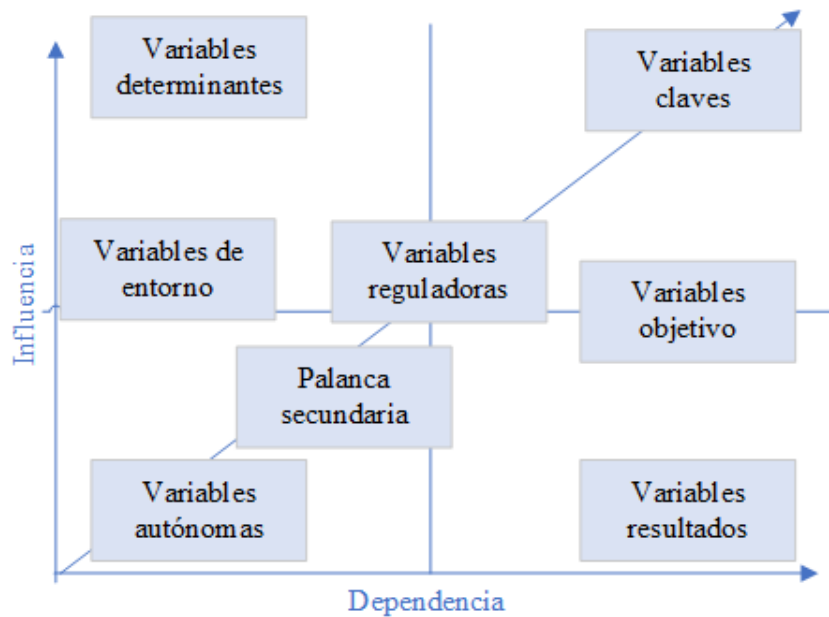 Variables
determinantes
Variables
claves
Variables de
entorno
Variables
reguladoras
Variables
objetivo
Influencia
Palanca
secundaria
Variables
autónomas
Variables
resultados
Dependencia